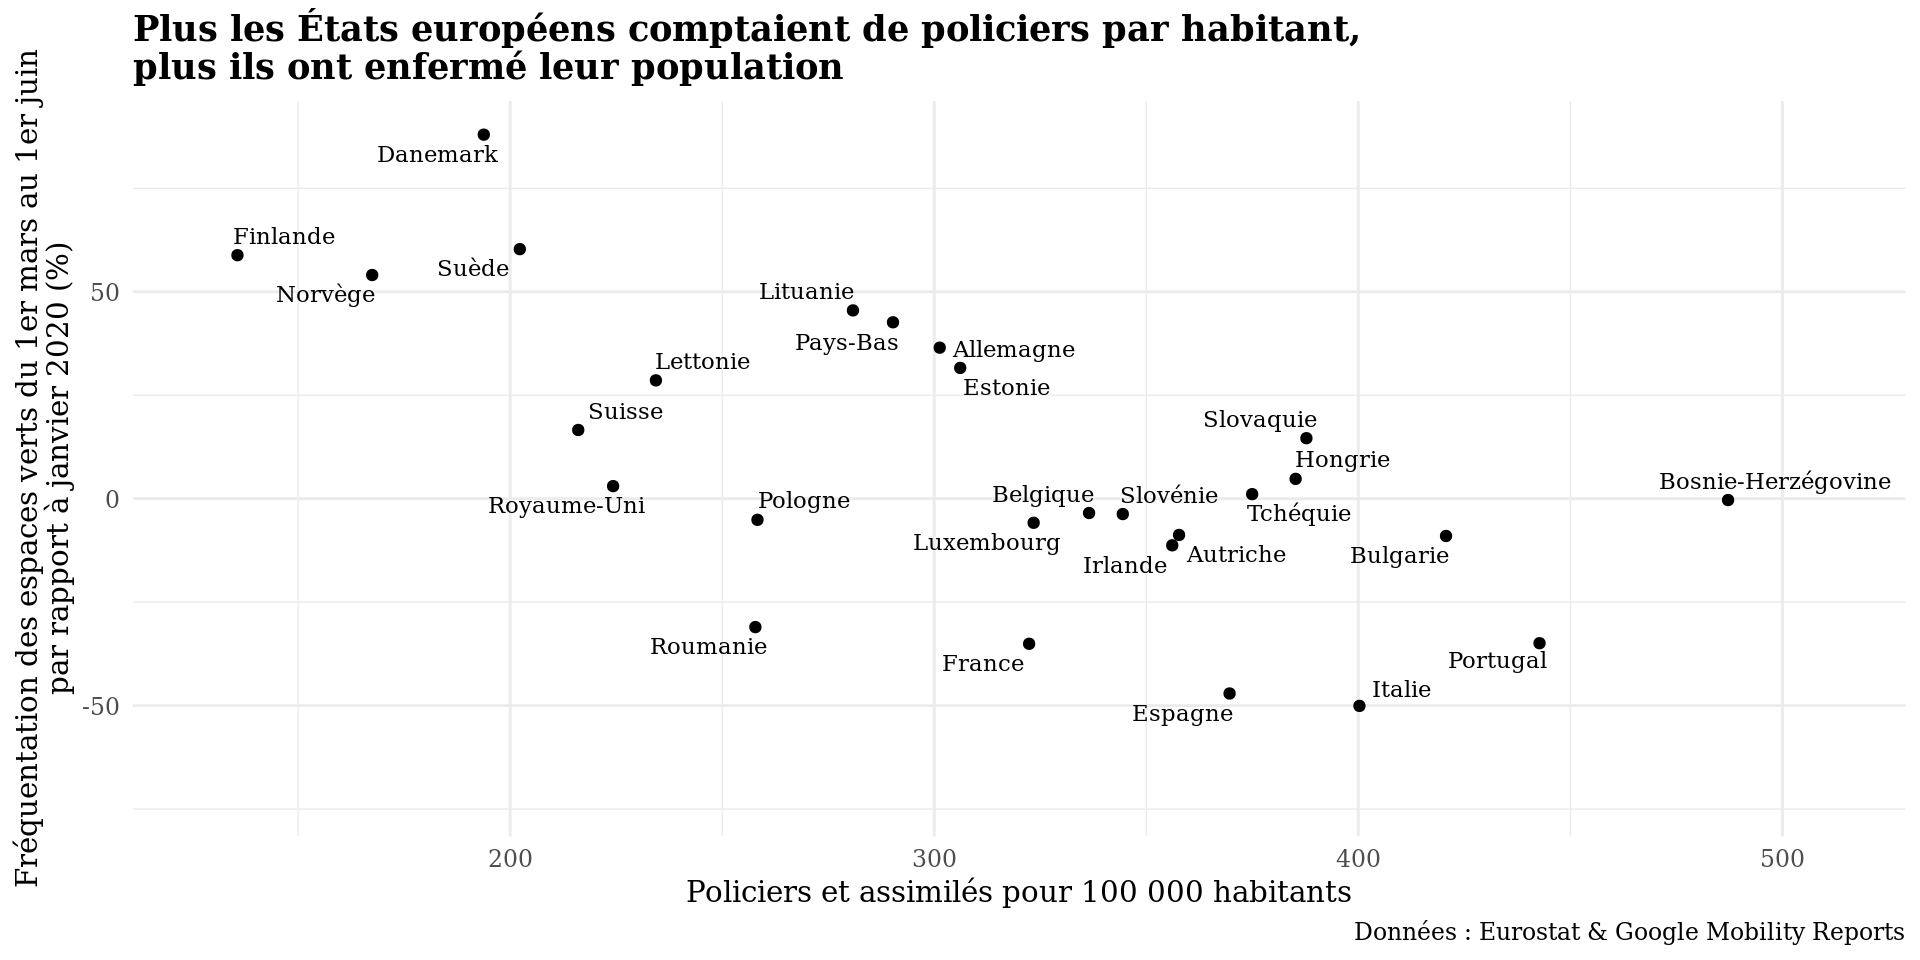 Plus les États européens comptaient de policiers par habitant,
plus ils ont enfermé leur population
Fréquentation des espaces verts du 1er mars au 1er juin
par rapport à janvier 2020 (%)
50
0
-50
Danemark
Finlande
Norvège
Suède
Lituanie
Pays-Bas
Allemagne
Estonie
Lettonie
Suisse
Slovaquie
Hongrie
Royaume-Uni
Pologne
Belgique
Slovénie
Tchéquie
Bosnie-Herzégovine
Luxembourg
Irlande
Autriche
Bulgarie
Roumanie
France
Portugal
Espagne
Italie
200
300
400
500
Policiers et assimilés pour 100 000 habitants
Données : Eurostat & Google Mobility Reports